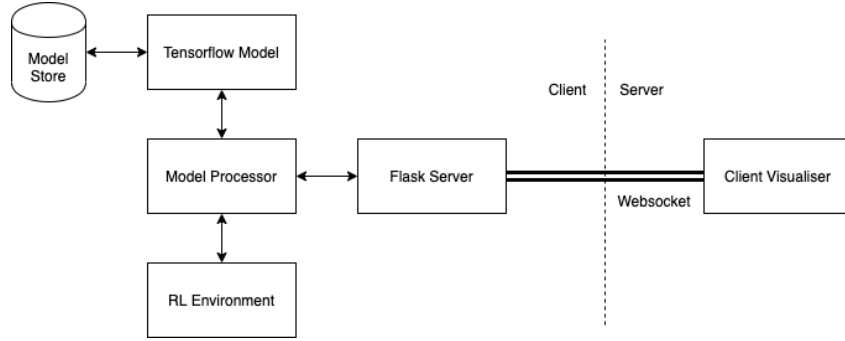 Model
Store
Tensorflow Model
Client
Server
Model Processor
Flask Server
Client Visualiser
Websocket
RL Environment